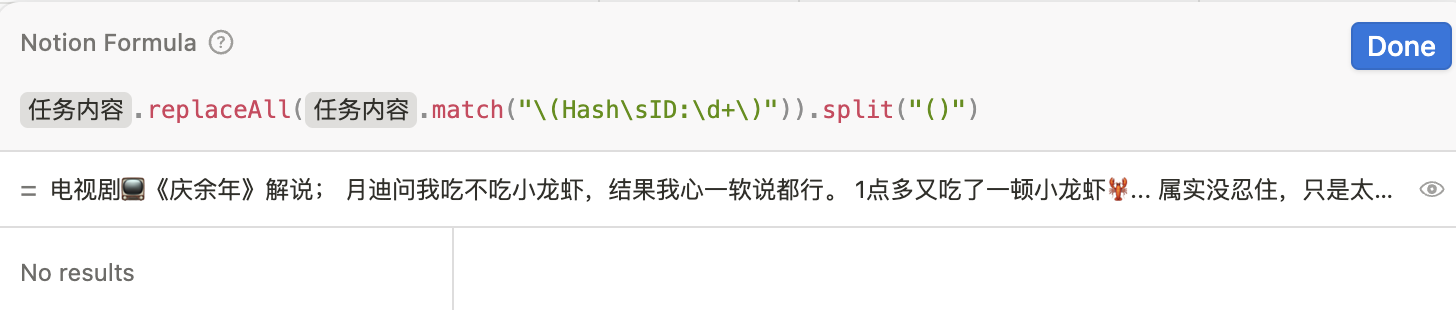 Notion Formula ?
Done
任务内容.replaceAll(任务内容.match("\(Hash\sID:\d+\)")).split("()")
= 电视剧📺《庆余年》解说； 月迪问我吃不吃小龙虾，结果我心一软说都行。 1点多又吃了一顿小龙虾🦞... 属实没忍住，只是太...
No results